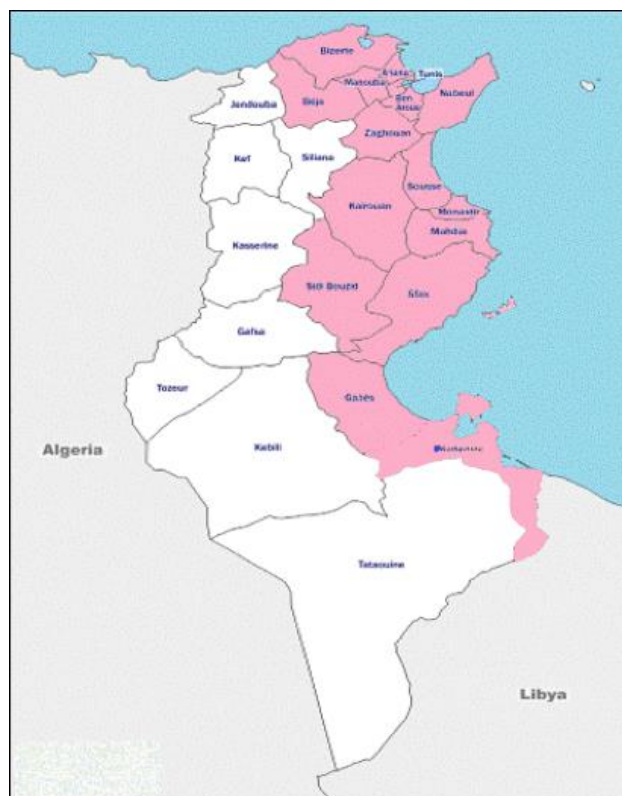 Bizerte
Ariana
Tunis
Manouba
Nabeul
Jendouba
Beja
Ben
Arous
Zaghouan
Kef
Siliana
Sousse
Kairouan
Monastir
Mahdia
Kasserine
Sidi Bouzid
Sfax
Gafsa
Tozeur
Gabès
Algeria
Kebili
Tataouine
Libya